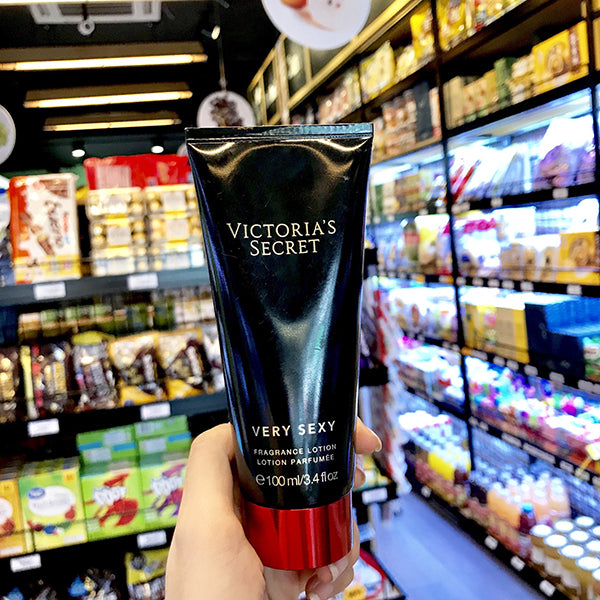 VICTORIA'S
SECRET
VERY SEXY
FRAGRANCE LOTION
LOTION PARFUMÉE
e 100 ml/3.4 fl oz